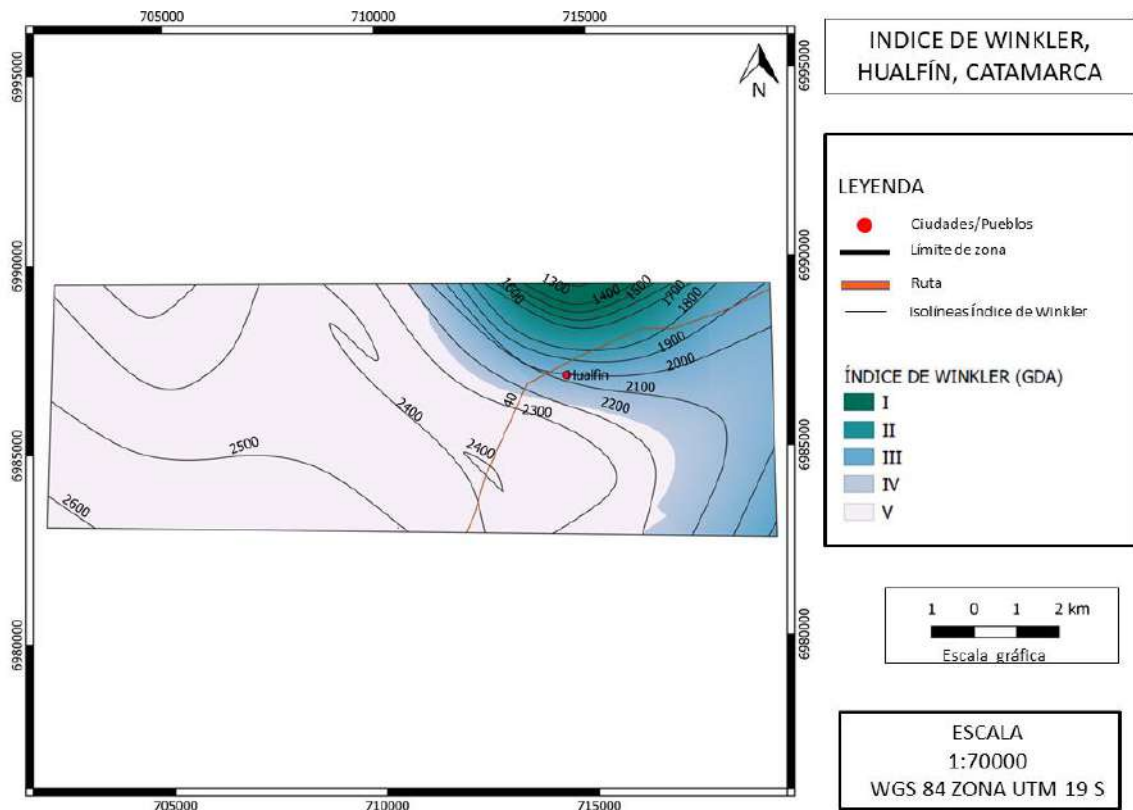 705000
710000
715000
6995000
6995000
INDICE DE WINKLER,
HUALFÍN, CATAMARCA
N
LEYENDA
Ciudades/Pueblos
Límite de zona
Ruta
Isolíneas Índice de Winkler
ÍNDICE DE WINKLER (GDA)
I
II
III
IV
V
6990000
6990000
1300
1600
1400
1500
1700
1800
1900
2000
Hualfin
2100
40
2200
2300
2400
2400
2500
2600
6985000
6985000
6980000
6980000
705000
710000
715000
1 0 1 2 km
Escala gráfica
ESCALA
1:70000
WGS 84 ZONA UTM 19 S